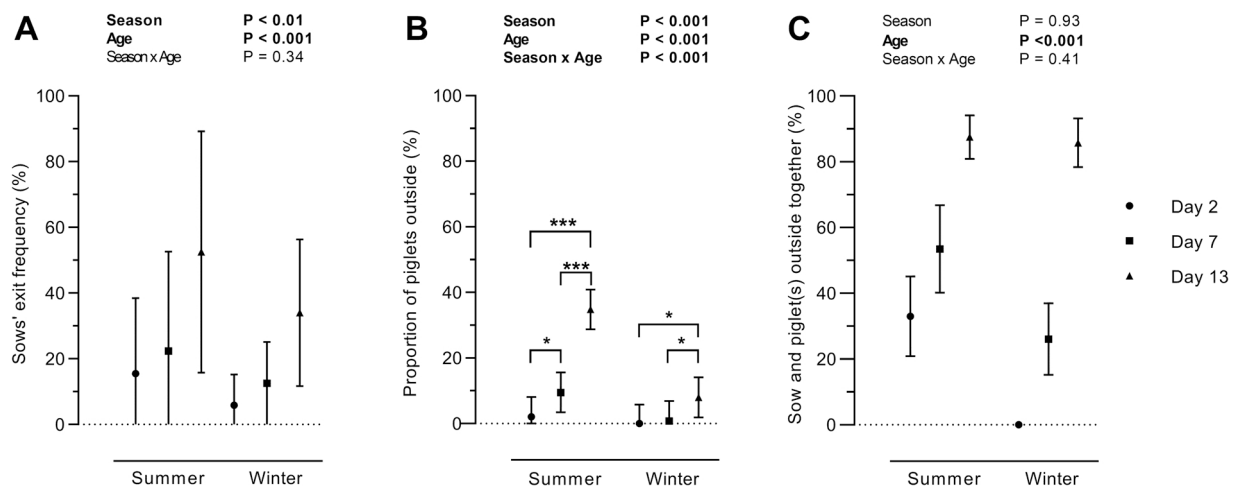 A
Season P < 0.01
Age P < 0.001
Season x Age P = 0.34
Sows' exit frequency (%)
100
80
60
40
20
0
Summer Winter
B
Season P < 0.001
Age P < 0.001
Season x Age P < 0.001
Proportion of piglets outside (%)
100
80
60
40
20
0
***
***
*
*
*
Summer Winter
C
Season P = 0.93
Age P <0.001
Season x Age P = 0.41
Sow and piglet(s) outside together (%)
100
80
60
40
20
0
Summer Winter
Day 2
Day 7
Day 13